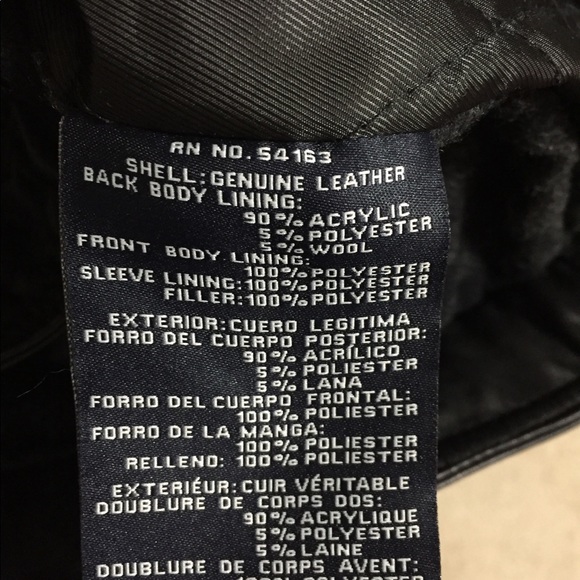 RN NO. 54163
SHELL: GENUINE LEATHER
BACK BODY LINING:
90% ACRYLIC
5% POLYESTER
5% WOOL
FRONT BODY LINING:
100% POLYESTER
SLEEVE LINING: 100% POLYESTER
FILLER: 100% POLYESTER
EXTERIOR: CUERO LEGITIMA
FORRO DEL CUERPO POSTERIOR:
90% ACRÍLICO
5% POLIESTER
5% LANA
FORRO DEL CUERPO FRONTAL:
100% POLIESTER
FORRO DE LA MANGA:
100% POLIESTER
RELLENO: 100% POLIESTER
EXTERIÉUR: CUIR VÉRITABLE
DOUBLURE DE CORPS DOS:
90% ACRYLIQUE
5% POLYESTER
5% LAINE
DOUBLURE DE CORPS AVENT:
100% POLYESTER